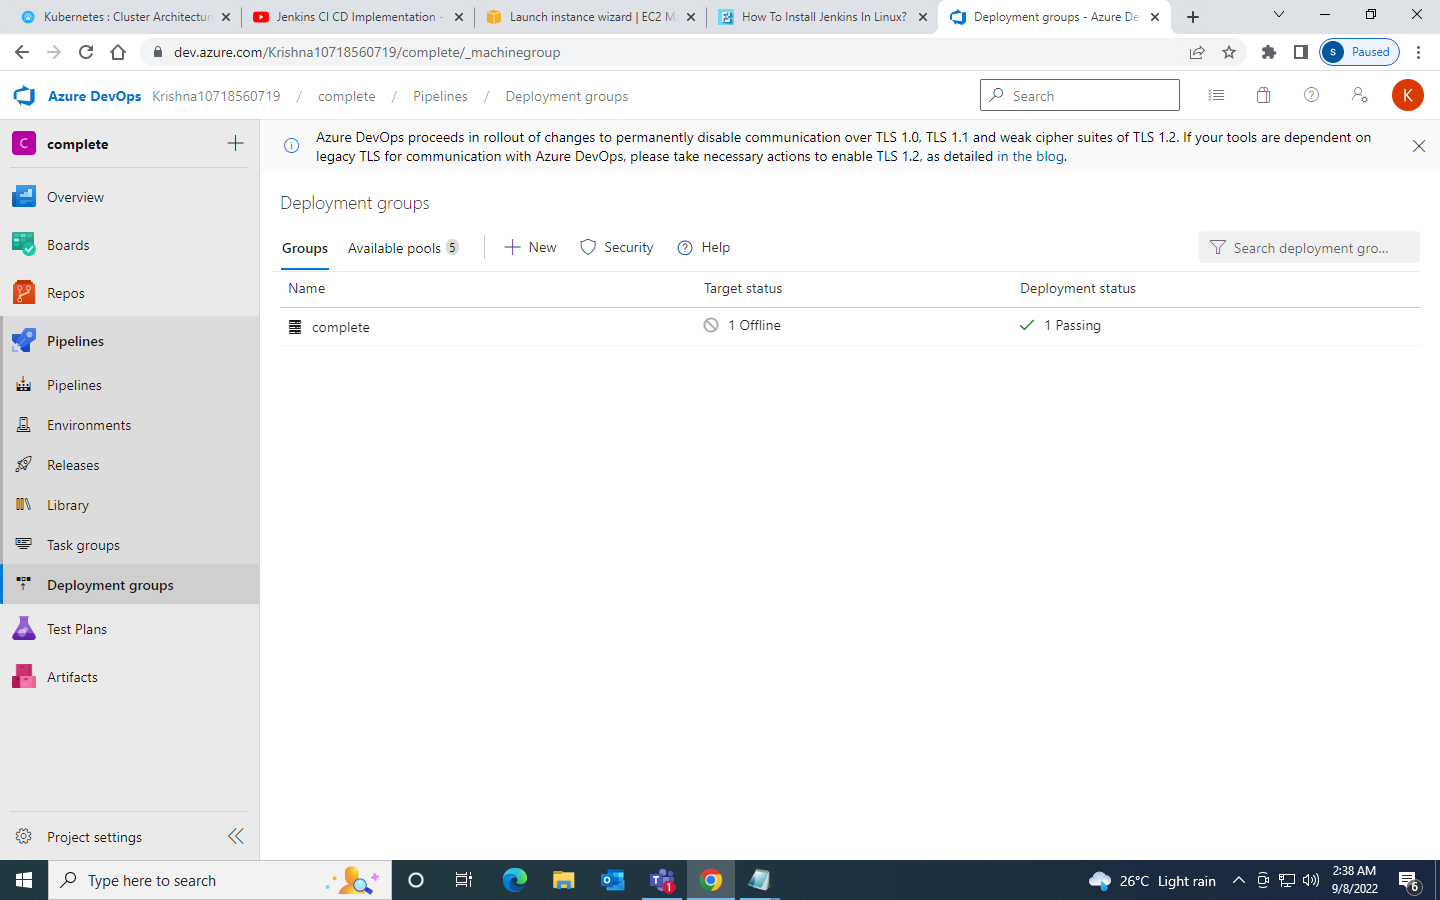 Kubernetes : Cluster Architectur
Jenkins CI CD Implementation -
Launch instance wizard | EC2 M
How To Install Jenkins In Linux?
Deployment groups - Azure De
dev.azure.com/Krishna10718560719/complete/_machinegroup
S Paused
Azure DevOps Krishna10718560719 / complete / Pipelines / Deployment groups
Search
K
C complete
Azure DevOps proceeds in rollout of changes to permanently disable communication over TLS 1.0, TLS 1.1 and weak cipher suites of TLS 1.2. If your tools are dependent on
legacy TLS for communication with Azure DevOps, please take necessary actions to enable TLS 1.2, as detailed in the blog.
Overview
Boards
Repos
Pipelines
Pipelines
Environments
Releases
Library
Task groups
Deployment groups
Test Plans
Artifacts
Project settings
Deployment groups
Groups Available pools 5 New Security Help
Search deployment gro...
Name Target status Deployment status
complete 1 Offline 1 Passing
Type here to search
1
26°C Light rain
2:38 AM
9/8/2022
6